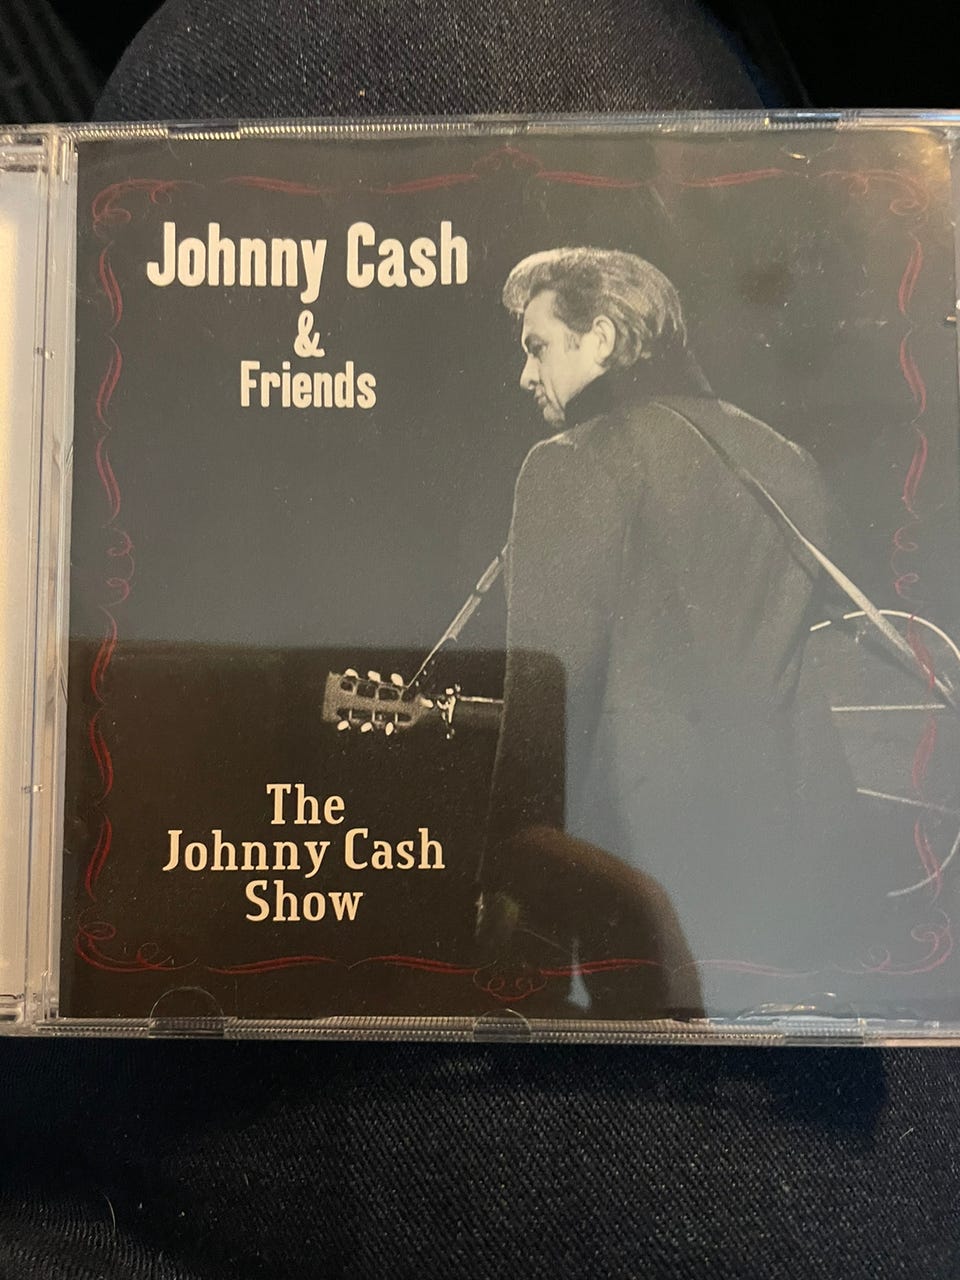 Johnny Cash
&
Friends
The
Johnny Cash
Show